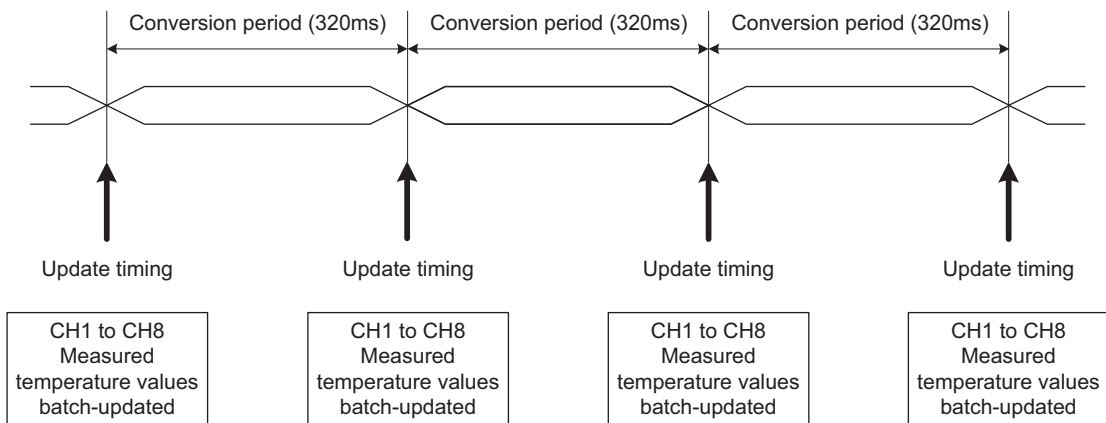 Conversion period (320ms) Conversion period (320ms) Conversion period (320ms)
Update timing Update timing Update timing Update timing
CH1 to CH8
Measured
temperature values
batch-updated
CH1 to CH8
Measured
temperature values
batch-updated
CH1 to CH8
Measured
temperature values
batch-updated
CH1 to CH8
Measured
temperature values
batch-updated